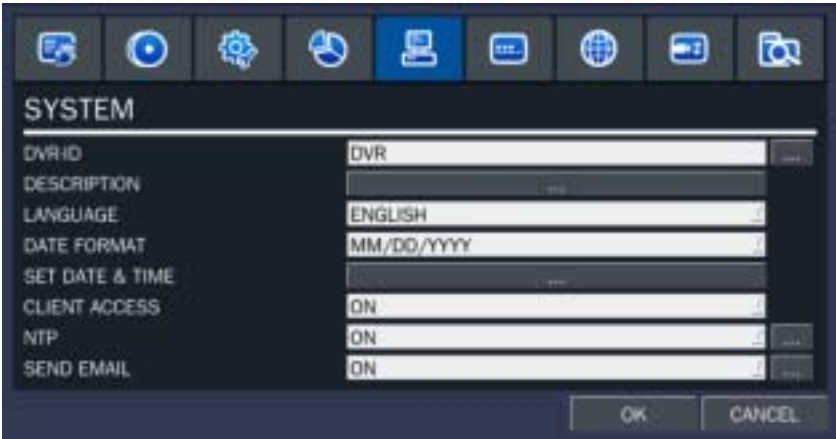 SYSTEM
DVR-ID DVR ...
DESCRIPTION ...
LANGUAGE ENGLISH
DATE FORMAT MM/DD/YYYY
SET DATE & TIME ...
CLIENT ACCESS ON
NTP ON ...
SEND EMAIL ON ...
OK CANCEL